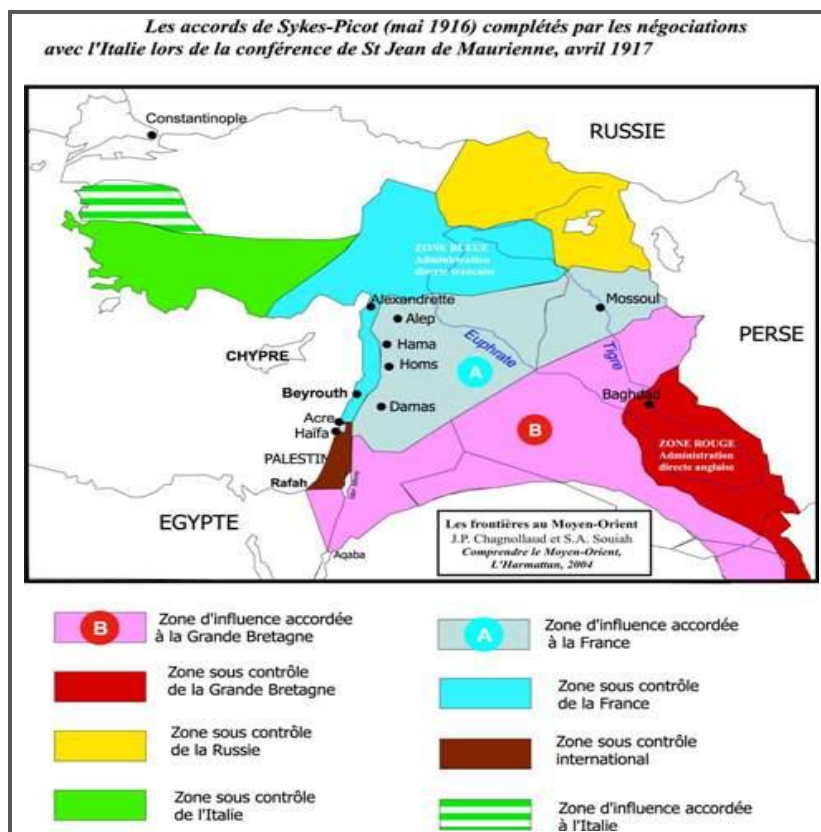 Les accords de Sykes-Picot (mai 1916) complétés par les négociations
avec l'Italie lors de la conférence de St Jean de Maurienne, avril 1917
Constantinople
RUSSIE
ZONE BLEUE
Administration
directe française
Alexandrette
Mossoul
Alep
PERSE
CHYPRE
Hama
Euphrate
Tigre
Homs
A
Beyrouth
Baghdad
Damas
Acre
B
Haïfa
ZONE ROUGE
Administration
directe anglaise
PALESTIN
Rafah
EGYPTE
Aqaba
Les frontières au Moyen-Orient
J.P. Chagnollaud et S.A. Souiah
Comprendre le Moyen-Orient,
L'Harmattan, 2004
B
Zone d'influence accordée
à la Grande Bretagne
A
Zone d'influence accordée
à la France
Zone sous contrôle
de la Grande Bretagne
Zone sous contrôle
de la France
Zone sous contrôle
de la Russie
Zone sous contrôle
international
Zone sous contrôle
de l'Italie
Zone d'influence accordée
à l'Italie